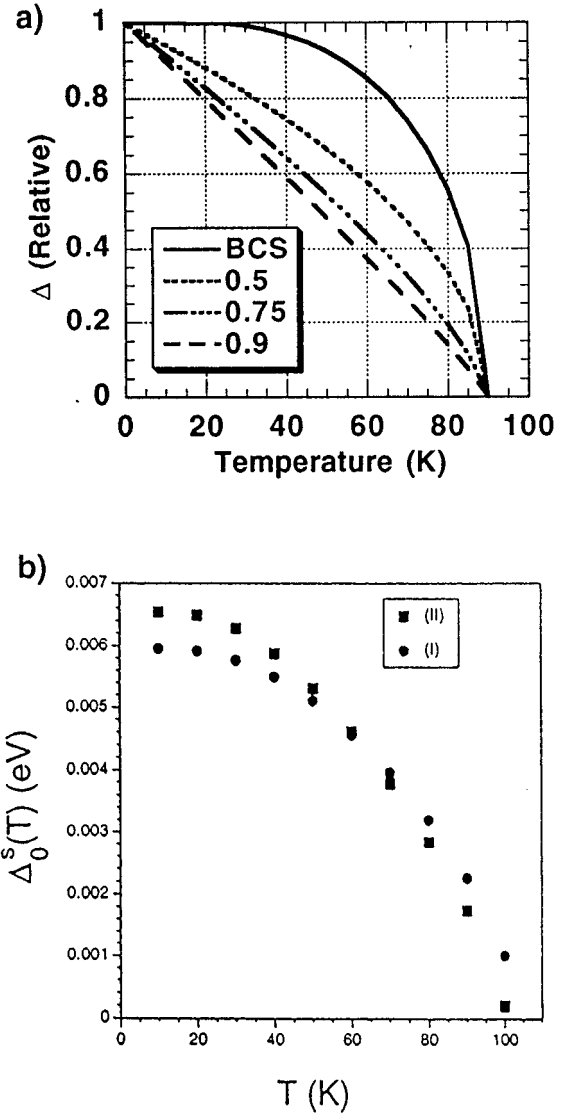 a)
1
0.8
0.6
0.4
0.2
0
Δ (Relative)
BCS
0.5
0.75
0.9
0 20 40 60 80 100
Temperature (K)
b)
0.007
0.006
0.005
0.004
0.003
0.002
0.001
0
Δ₀ˢ(T) (eV)
(II)
(I)
0 20 40 60 80 100
T (K)